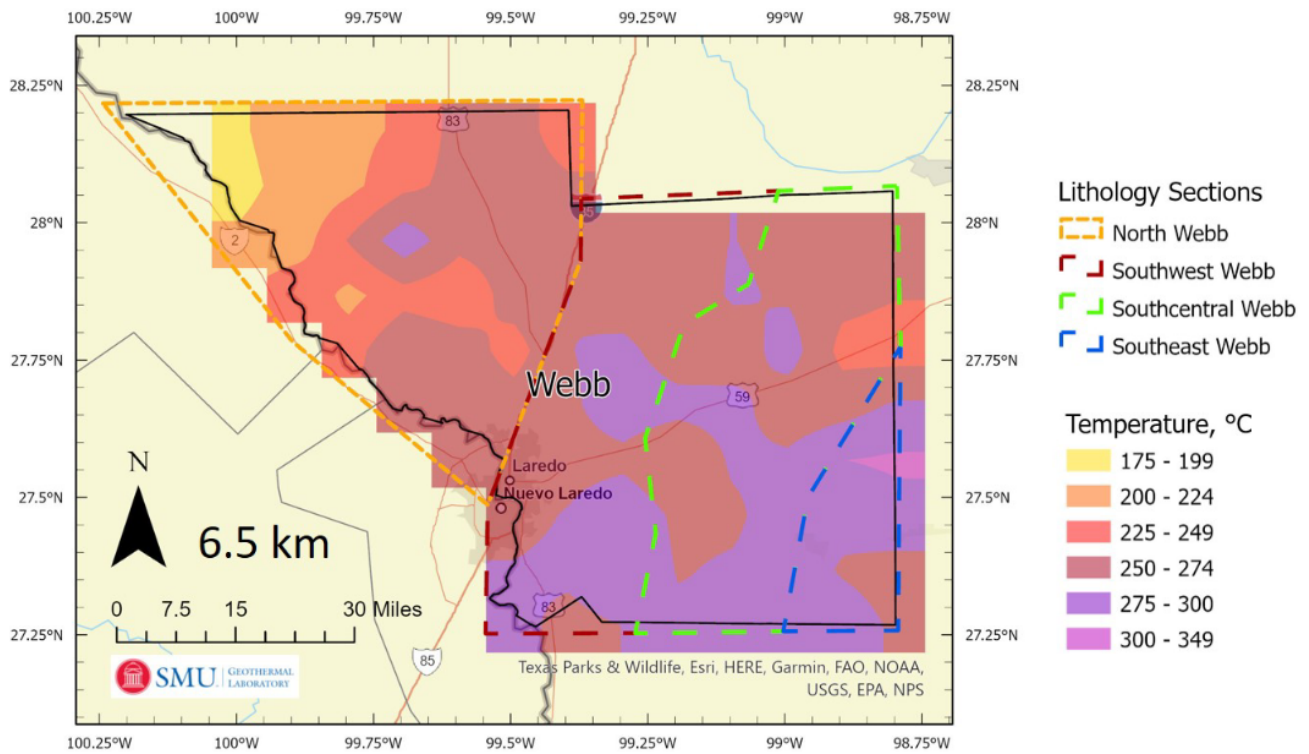 100.25°W 100°W 99.75°W 99.5°W 99.25°W 99°W 98.75°W
28.25°N 28.25°N
83
28°N 28°N
2
27.75°N 27.75°N
Webb
59
N
Laredo
Nuevo Laredo
27.5°N 27.5°N
6.5 km
0 7.5 15 30 Miles
83
27.25°N 27.25°N
85
SMU GEOTHERMAL
LABORATORY
Texas Parks & Wildlife, Esri, HERE, Garmin, FAO, NOAA,
USGS, EPA, NPS
100.25°W 100°W 99.75°W 99.5°W 99.25°W 99°W 98.75°W
Lithology Sections
North Webb
Southwest Webb
Southcentral Webb
Southeast Webb
Temperature, °C
175 - 199
200 - 224
225 - 249
250 - 274
275 - 300
300 - 349